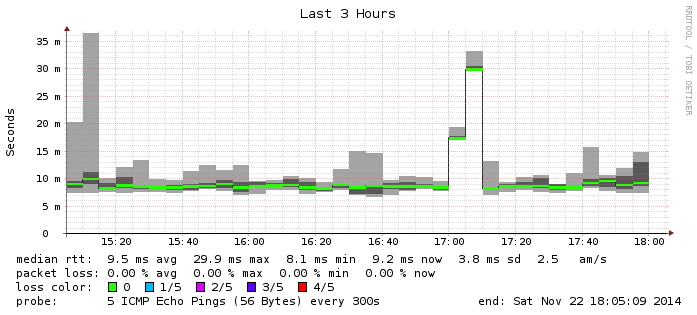 Last 3 Hours
RRDTOOL / TOBI OETIKER
Seconds
35 m
30 m
25 m
20 m
15 m
10 m
5 m
0
15:20 15:40 16:00 16:20 16:40 17:00 17:20 17:40 18:00
median rtt: 9.5 ms avg 29.9 ms max 8.1 ms min 9.2 ms now 3.8 ms sd 2.5 am/s
packet loss: 0.00 % avg 0.00 % max 0.00 % min 0.00 % now
loss color: 0 1/5 2/5 3/5 4/5
probe: 5 ICMP Echo Pings (56 Bytes) every 300s end: Sat Nov 22 18:05:09 2014